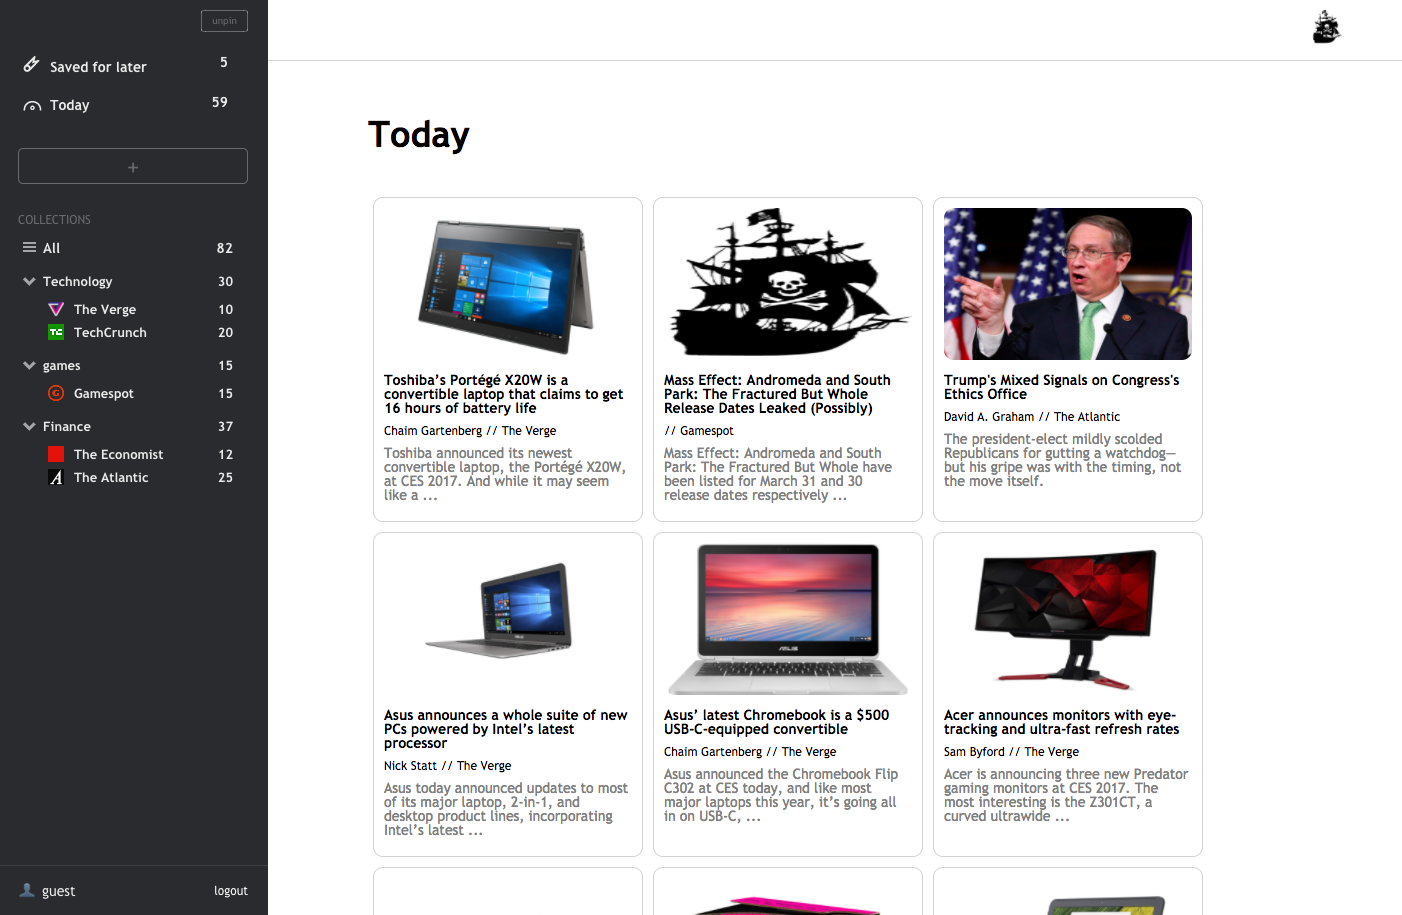 unpin
Saved for later 5
Today 59
+
COLLECTIONS
All 82
Technology 30
The Verge 10
TechCrunch 20
games 15
Gamespot 15
Finance 37
The Economist 12
The Atlantic 25
guest logout
Today
Toshiba’s Portégé X20W is a
convertible laptop that claims to get
16 hours of battery life
Chaim Gartenberg // The Verge
Toshiba announced its newest
convertible laptop, the Portégé X20W,
at CES 2017. And while it may seem
like a ...
Mass Effect: Andromeda and South
Park: The Fractured But Whole
Release Dates Leaked (Possibly)
// Gamespot
Mass Effect: Andromeda and South
Park: The Fractured But Whole have
been listed for March 31 and 30
release dates respectively ...
Trump's Mixed Signals on Congress's
Ethics Office
David A. Graham // The Atlantic
The president-elect mildly scolded
Republicans for gutting a watchdog—
but his gripe was with the timing, not
the move itself.
Asus announces a whole suite of new
PCs powered by Intel’s latest
processor
Nick Statt // The Verge
Asus today announced updates to most
of its major laptop, 2-in-1, and
desktop product lines, incorporating
Intel’s latest ...
ASUS
Asus’ latest Chromebook is a $500
USB-C-equipped convertible
Chaim Gartenberg // The Verge
Asus announced the Chromebook Flip
C302 at CES today, and like most
major laptops this year, it’s going all
in on USB-C, ...
Acer announces monitors with eye-
tracking and ultra-fast refresh rates
Sam Byford // The Verge
Acer is announcing three new Predator
gaming monitors at CES 2017. The
most interesting is the Z301CT, a
curved ultrawide ...